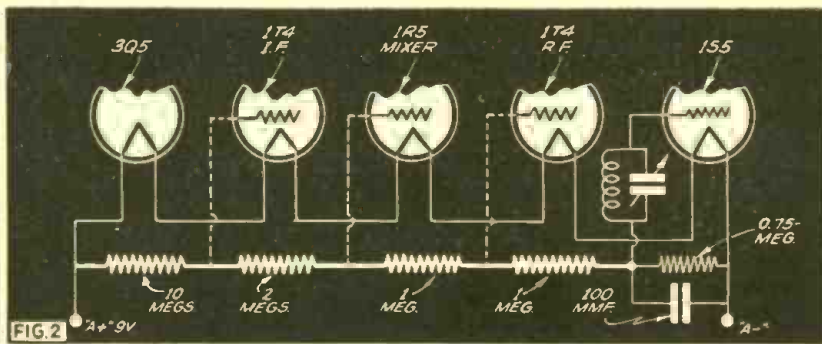 3Q5
1T4
I.F.
1R5
MIXER
1T4
R.F.
1S5
0.75-
MEG.
10
MEGS.
2
MEGS.
1
MEG.
1
MEG.
100
MMF.
"A+" 9V
"A-"
FIG. 2